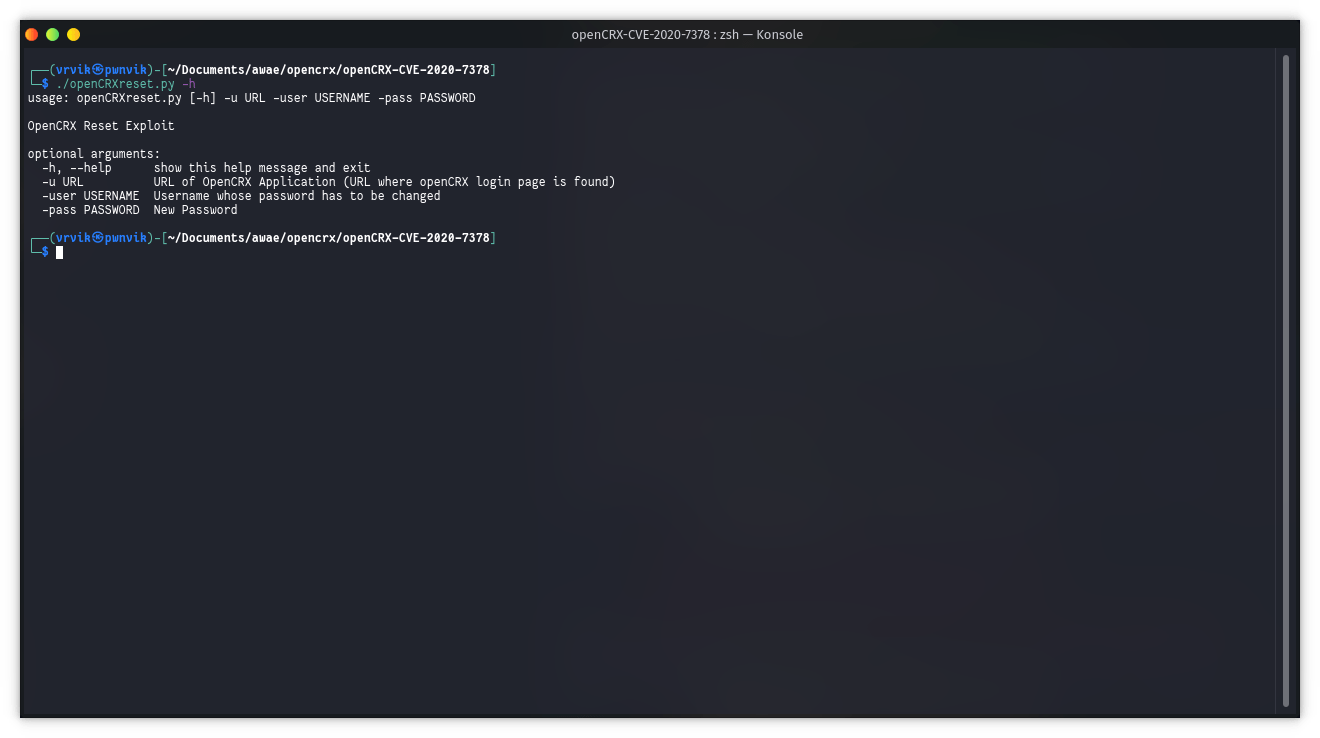 openCRX-CVE-2020-7378 : zsh — Konsole
┌──(vrvik㉿pwnvik)-[~/Documents/awae/opencrx/openCRX-CVE-2020-7378]
└─$ ./openCRXreset.py -h
usage: openCRXreset.py [-h] -u URL -user USERNAME -pass PASSWORD
OpenCRX Reset Exploit
optional arguments:
  -h, --help      show this help message and exit
  -u URL          URL of OpenCRX Application (URL where openCRX login page is found)
  -user USERNAME  Username whose password has to be changed
  -pass PASSWORD  New Password
┌──(vrvik㉿pwnvik)-[~/Documents/awae/opencrx/openCRX-CVE-2020-7378]
└─$